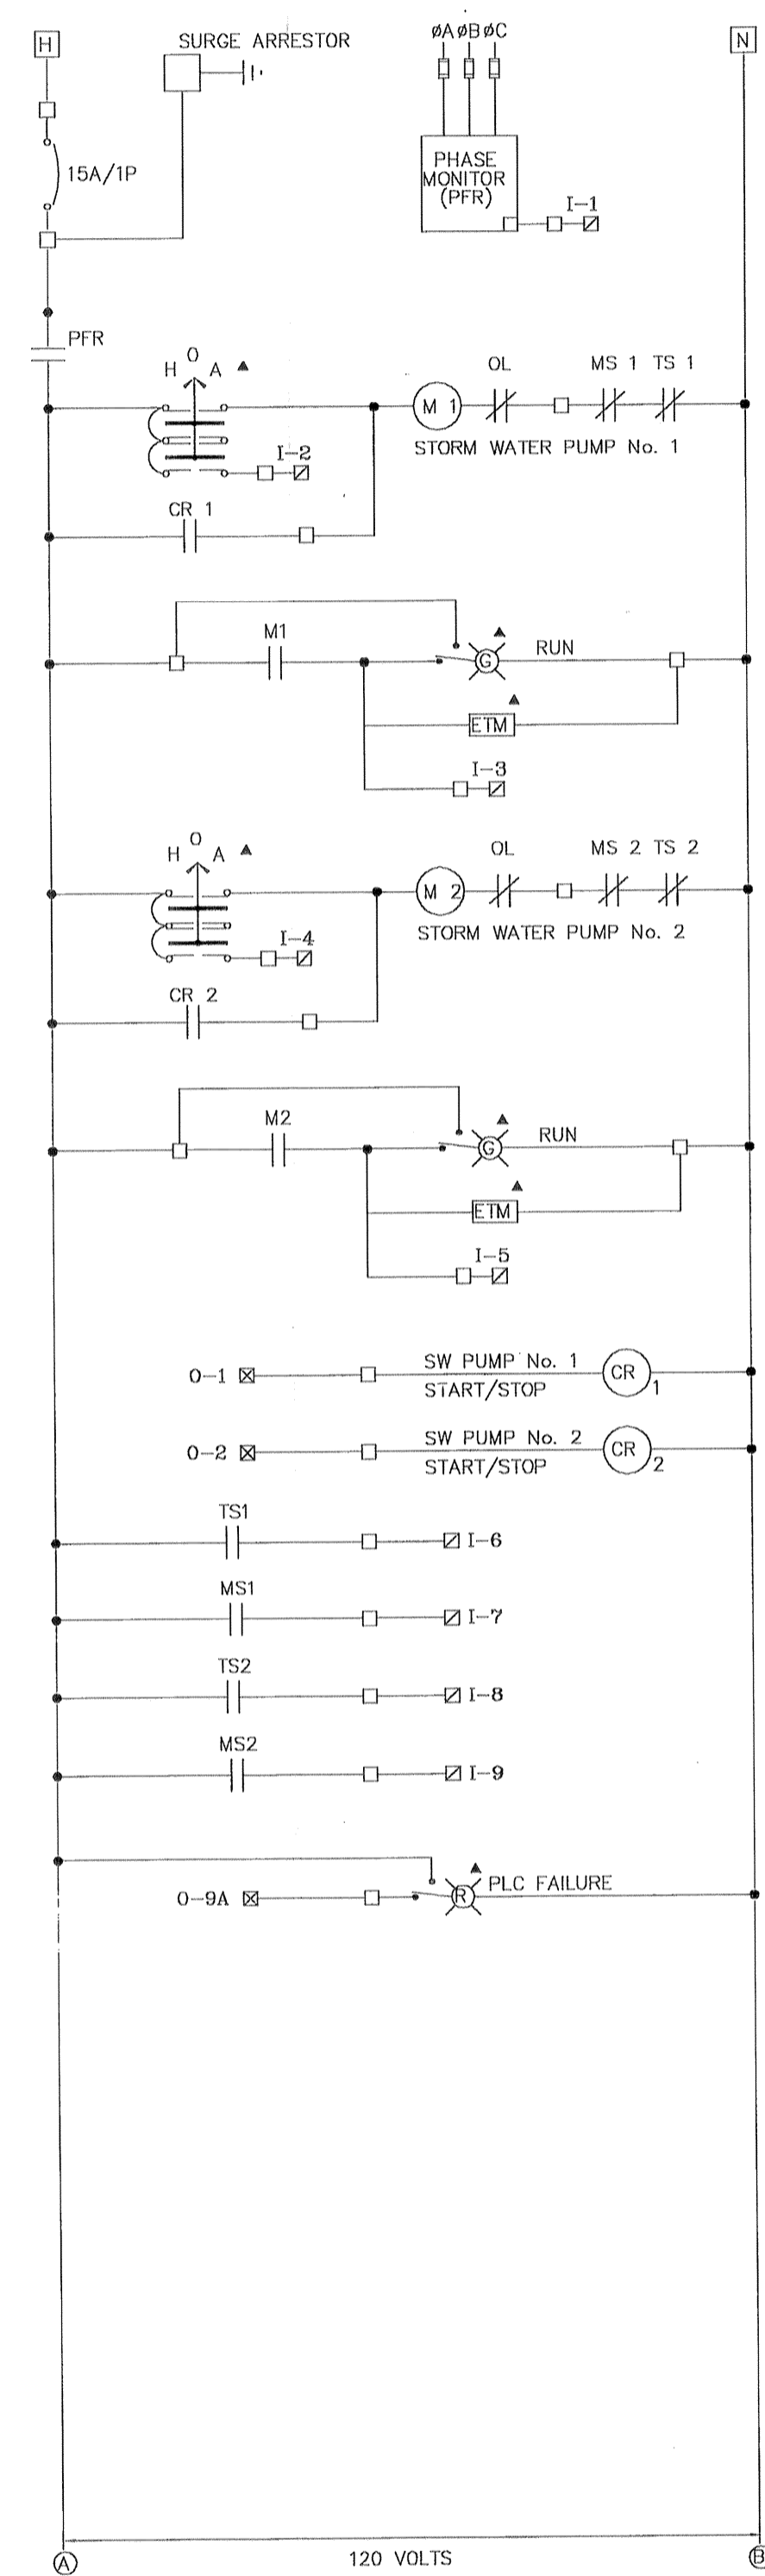 H
SURGE ARRESTOR
øA øB øC
N
15A/1P
PHASE
MONITOR
(PFR)
I-1
PFR
H O A
OL
MS 1 TS 1
M 1
STORM WATER PUMP No. 1
I-2
CR 1
M1
G
RUN
ETM
I-3
H O A
OL
MS 2 TS 2
M 2
STORM WATER PUMP No. 2
I-4
CR 2
M2
G
RUN
ETM
I-5
O-1
SW PUMP No. 1
START/STOP
CR
1
O-2
SW PUMP No. 2
START/STOP
CR
2
TS1
I-6
MS1
I-7
TS2
I-8
MS2
I-9
O-9A
R
PLC FAILURE
A
120 VOLTS
B